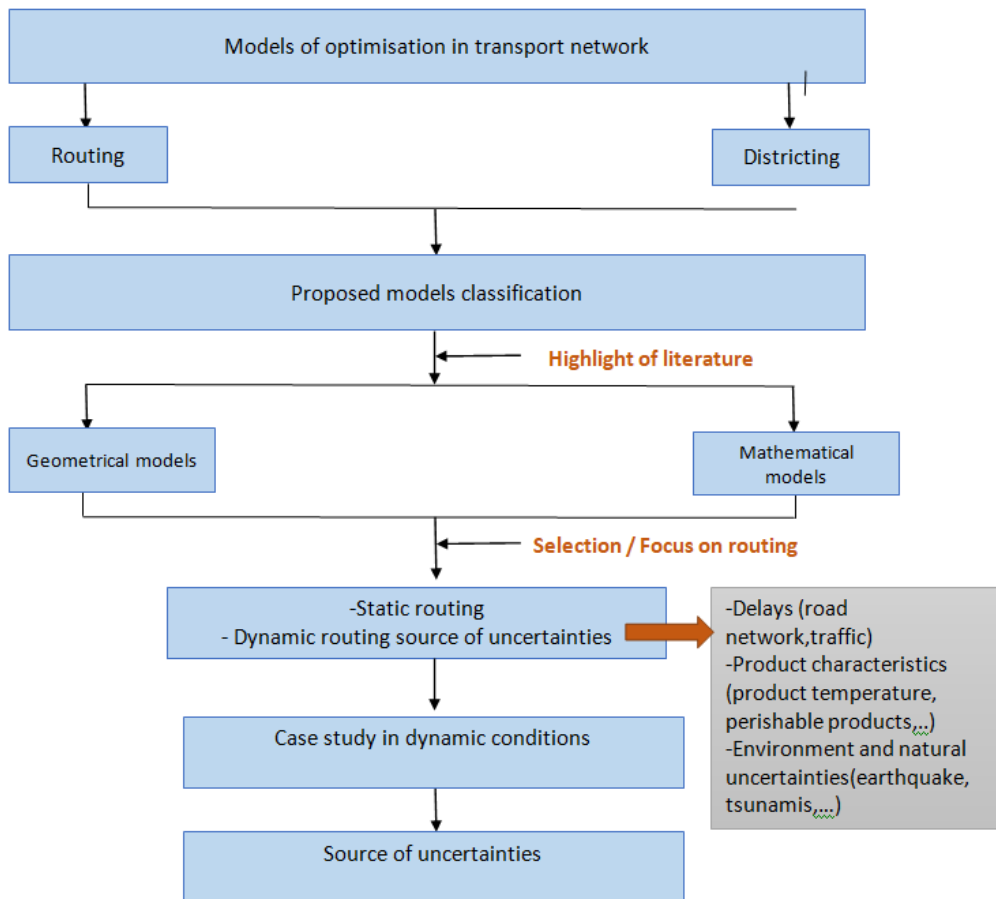 Models of optimisation in transport network
Routing
Districting
Proposed models classification
Highlight of literature
Geometrical models
Mathematical
models
Selection / Focus on routing
-Static routing
- Dynamic routing source of uncertainties
-Delays (road
network,traffic)
-Product characteristics
(product temperature,
perishable products,..)
-Environment and natural
uncertainties(earthquake,
tsunamis,...)
Case study in dynamic conditions
Source of uncertainties